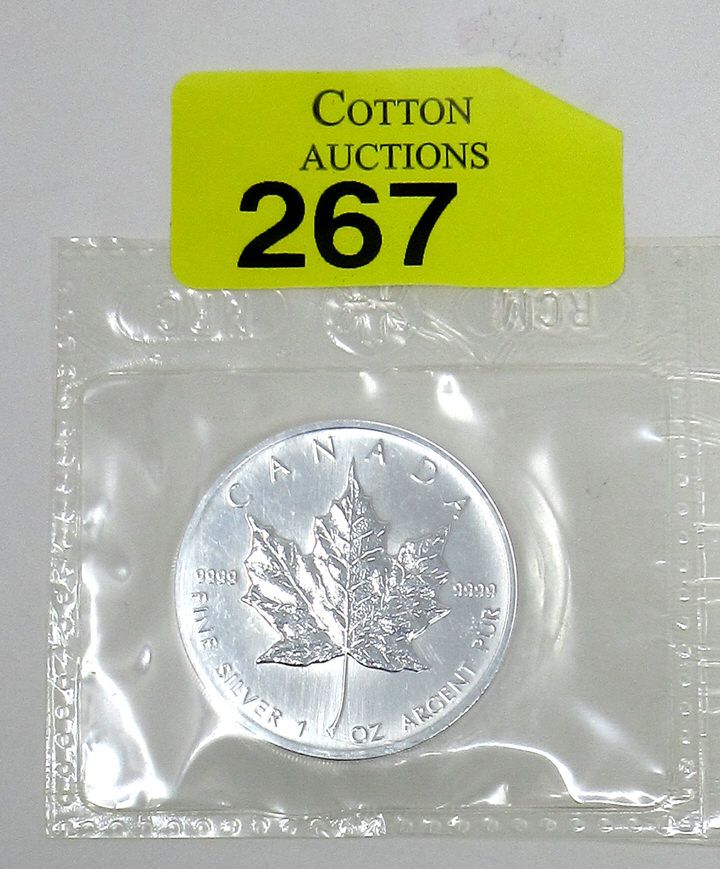 COTTON
AUCTIONS
267
RCM
CANADA
9999 9999
FINE SILVER 1 OZ ARGENT PUR